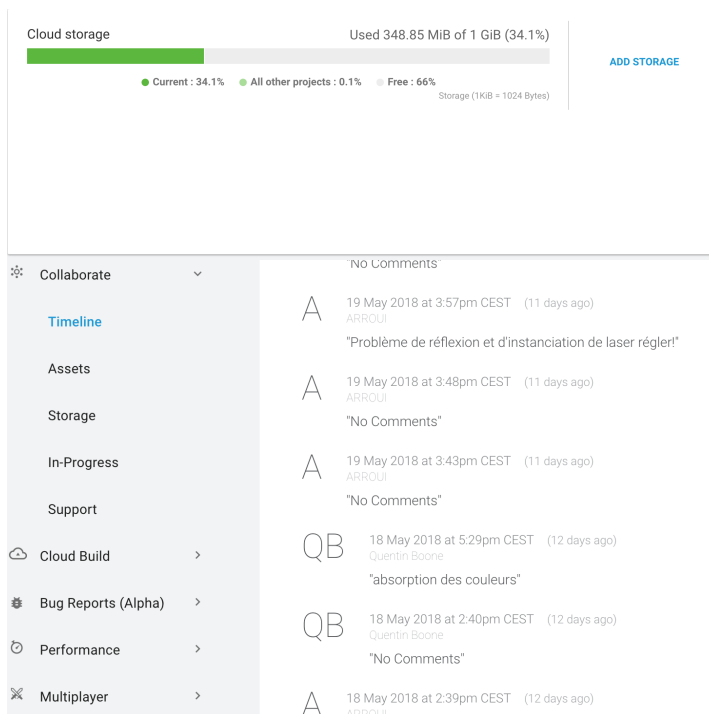 Cloud storage
Used 348.85 MiB of 1 GiB (34.1%)
ADD STORAGE
Current : 34.1% All other projects : 0.1% Free : 66%
Storage (1KiB = 1024 Bytes)
Collaborate
Timeline
Assets
Storage
In-Progress
Support
Cloud Build
Bug Reports (Alpha)
Performance
Multiplayer
"No Comments"
A
19 May 2018 at 3:57pm CEST (11 days ago)
ARROUI
"Problème de réflexion et d'instanciation de laser régler!"
A
19 May 2018 at 3:48pm CEST (11 days ago)
ARROUI
"No Comments"
A
19 May 2018 at 3:43pm CEST (11 days ago)
ARROUI
"No Comments"
QB
18 May 2018 at 5:29pm CEST (12 days ago)
Quentin Boone
"absorption des couleurs"
QB
18 May 2018 at 2:40pm CEST (12 days ago)
Quentin Boone
"No Comments"
A
18 May 2018 at 2:39pm CEST (12 days ago)
ARROUI